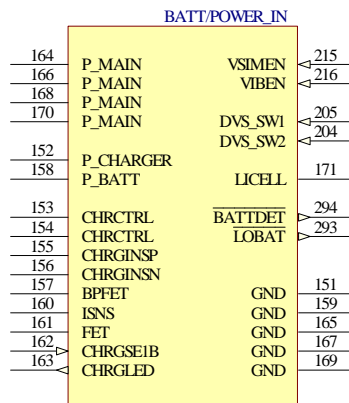 BATT/POWER_IN
164 P_MAIN VSIMEN 215
166 P_MAIN VIBEN 216
168 P_MAIN
170 P_MAIN DVS_SW1 205
DVS_SW2 204
152 P_CHARGER
158 P_BATT LICELL 171
153 CHRCTRL BATTDET 294
154 CHRCTRL LOBAT 293
155 CHRGINSP
156 CHRGINSN
157 BPFET GND 151
160 ISNS GND 159
161 FET GND 165
162 CHRGSE1B GND 167
163 CHRGLED GND 169